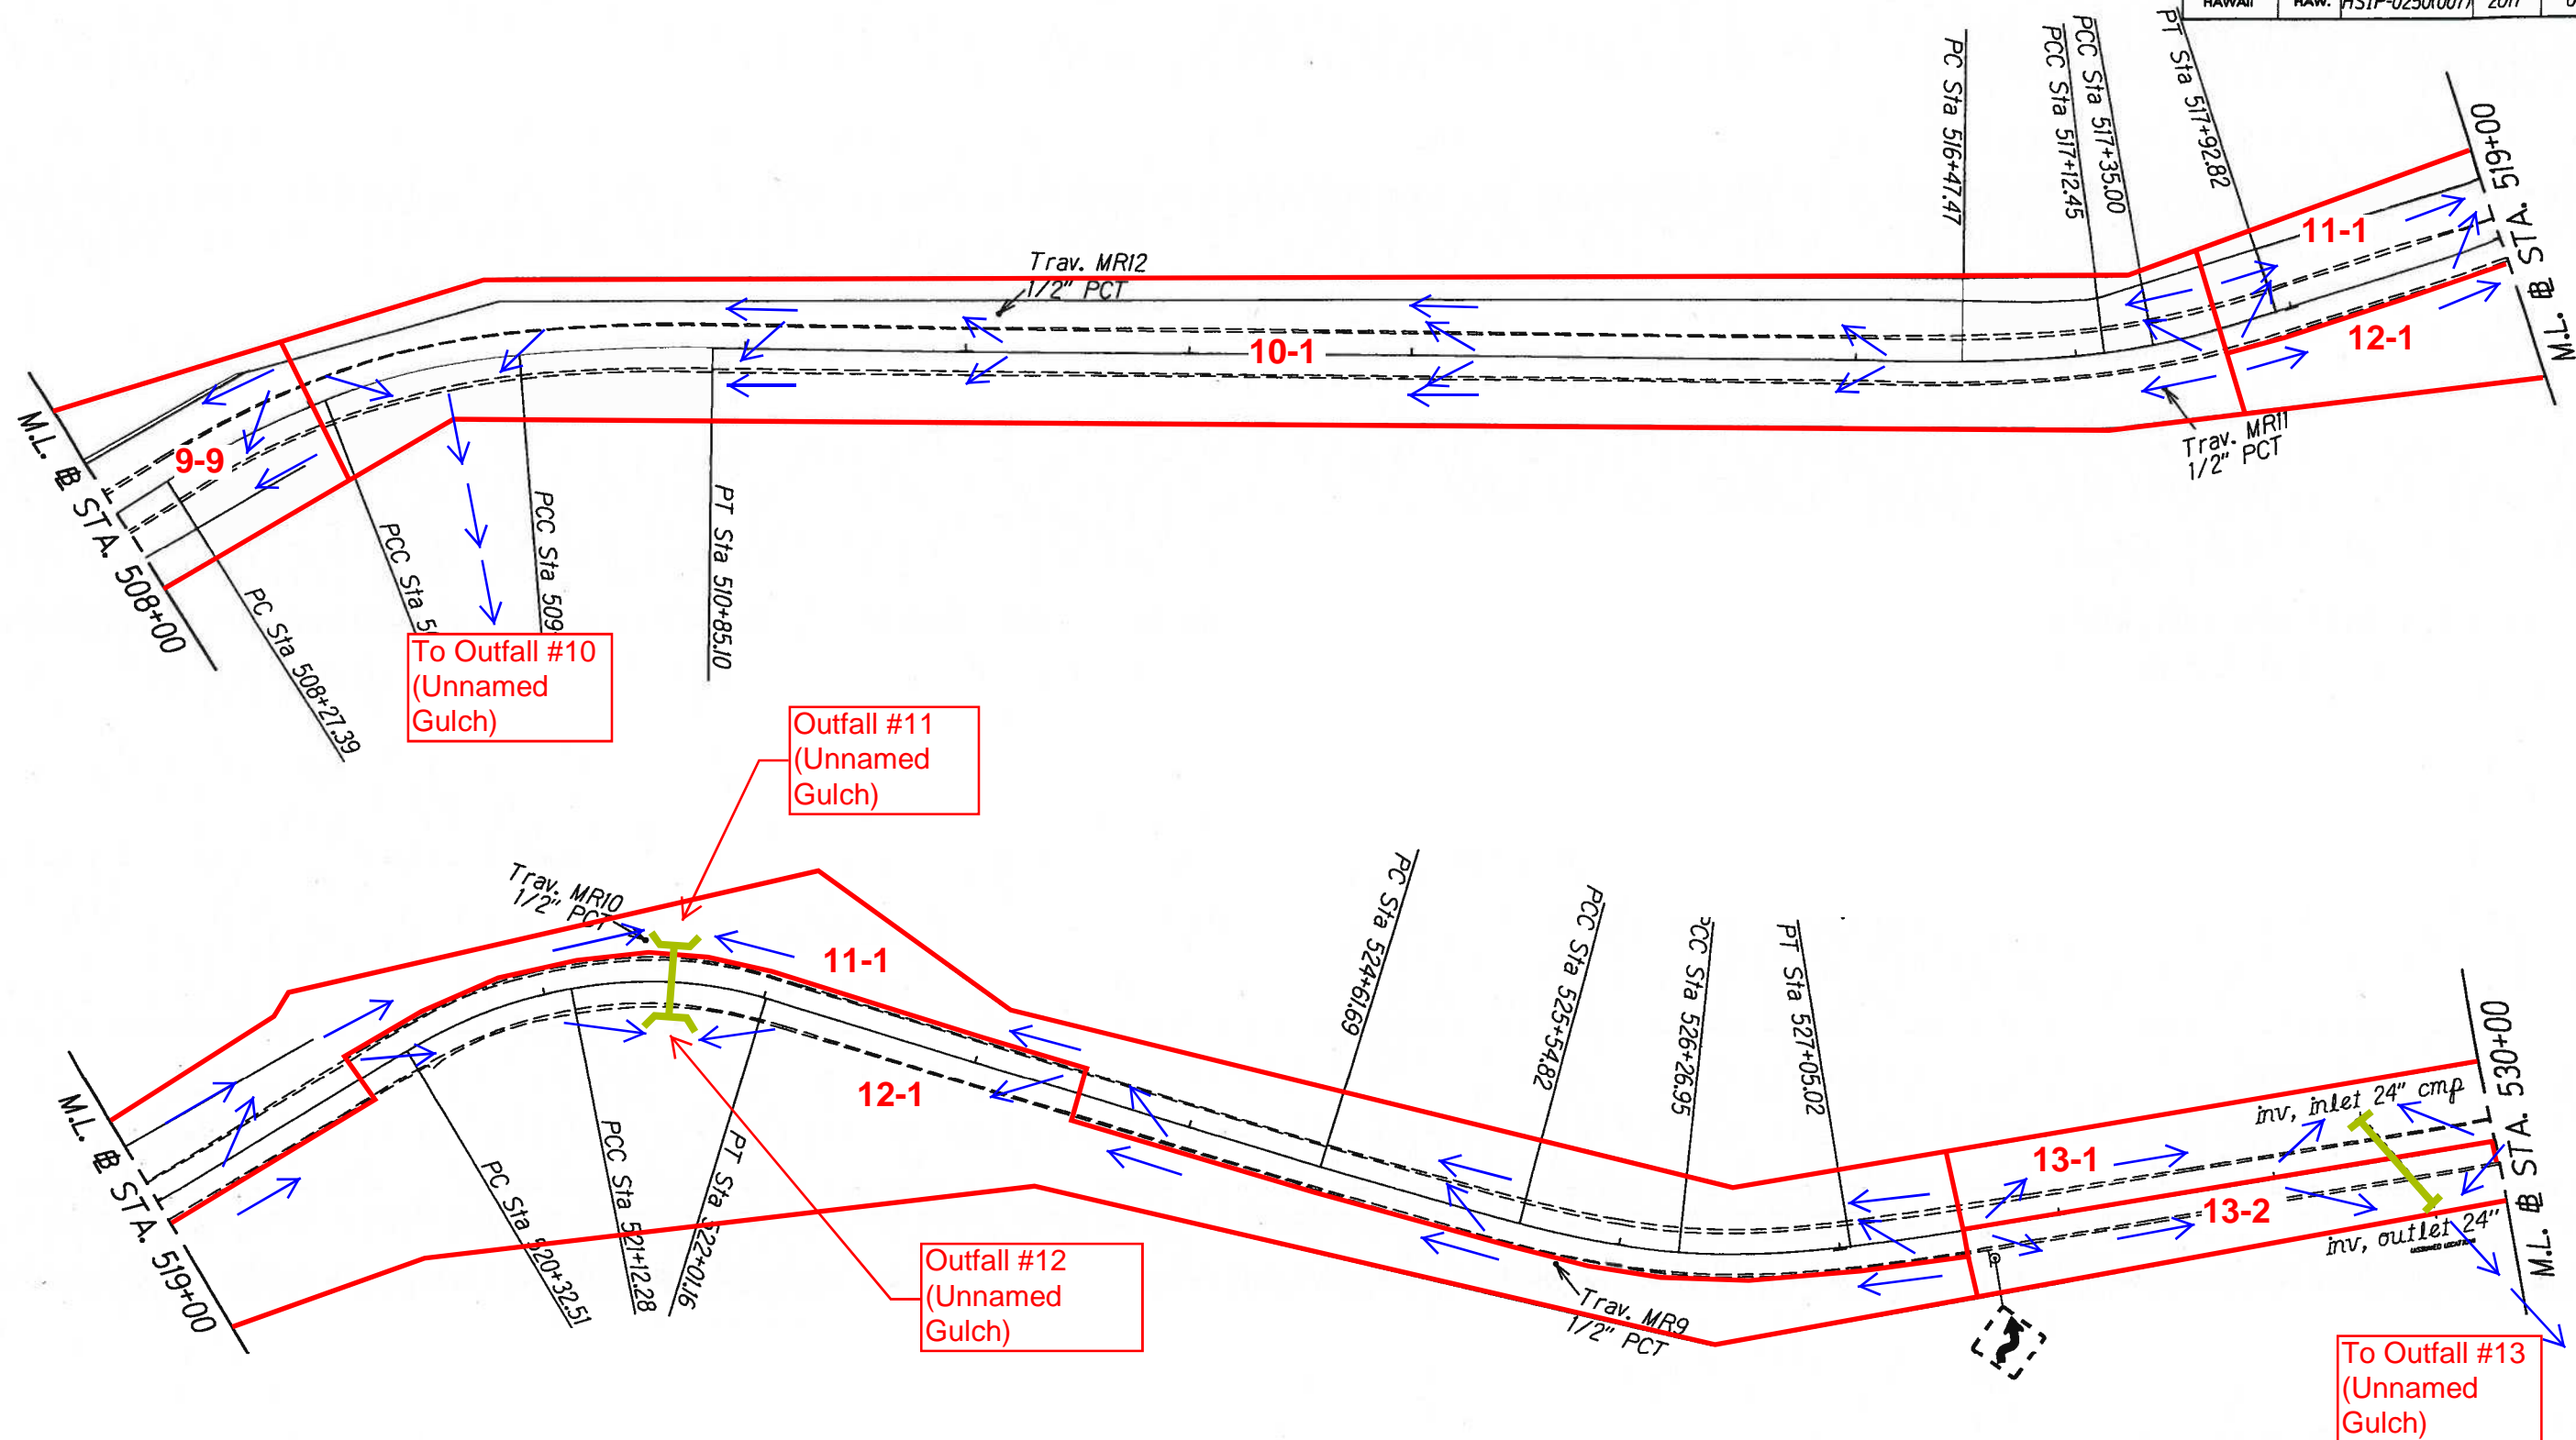 HAWAII HAW. HSIP-0250(007) 2017
PC Sta 516+47.47
PCC Sta 517+12.45
PCC Sta 517+35.00
PT Sta 517+92.82
M.L. B STA. 519+00
11-1
12-1
Trav. MR12
1/2" PCT
10-1
Trav. MR11
1/2" PCT
9-9
M.L. B STA. 508+00
PC Sta 508+27.39
PCC Sta
PCC Sta 509
PT Sta 510+85.10
To Outfall #10
(Unnamed
Gulch)
Outfall #11
(Unnamed
Gulch)
Trav. MR10
1/2" PCT
11-1
12-1
M.L. B STA. 519+00
PC Sta 520+32.51
PCC Sta 521+12.28
PT Sta 522+01.16
Outfall #12
(Unnamed
Gulch)
PC Sta 524+61.69
PCC Sta 525+54.82
PCC Sta 526+26.95
PT Sta 527+05.02
Trav. MR9
1/2" PCT
13-1
13-2
inv, inlet 24" cmp
inv, outlet 24"
M.L. B STA. 530+00
To Outfall #13
(Unnamed
Gulch)